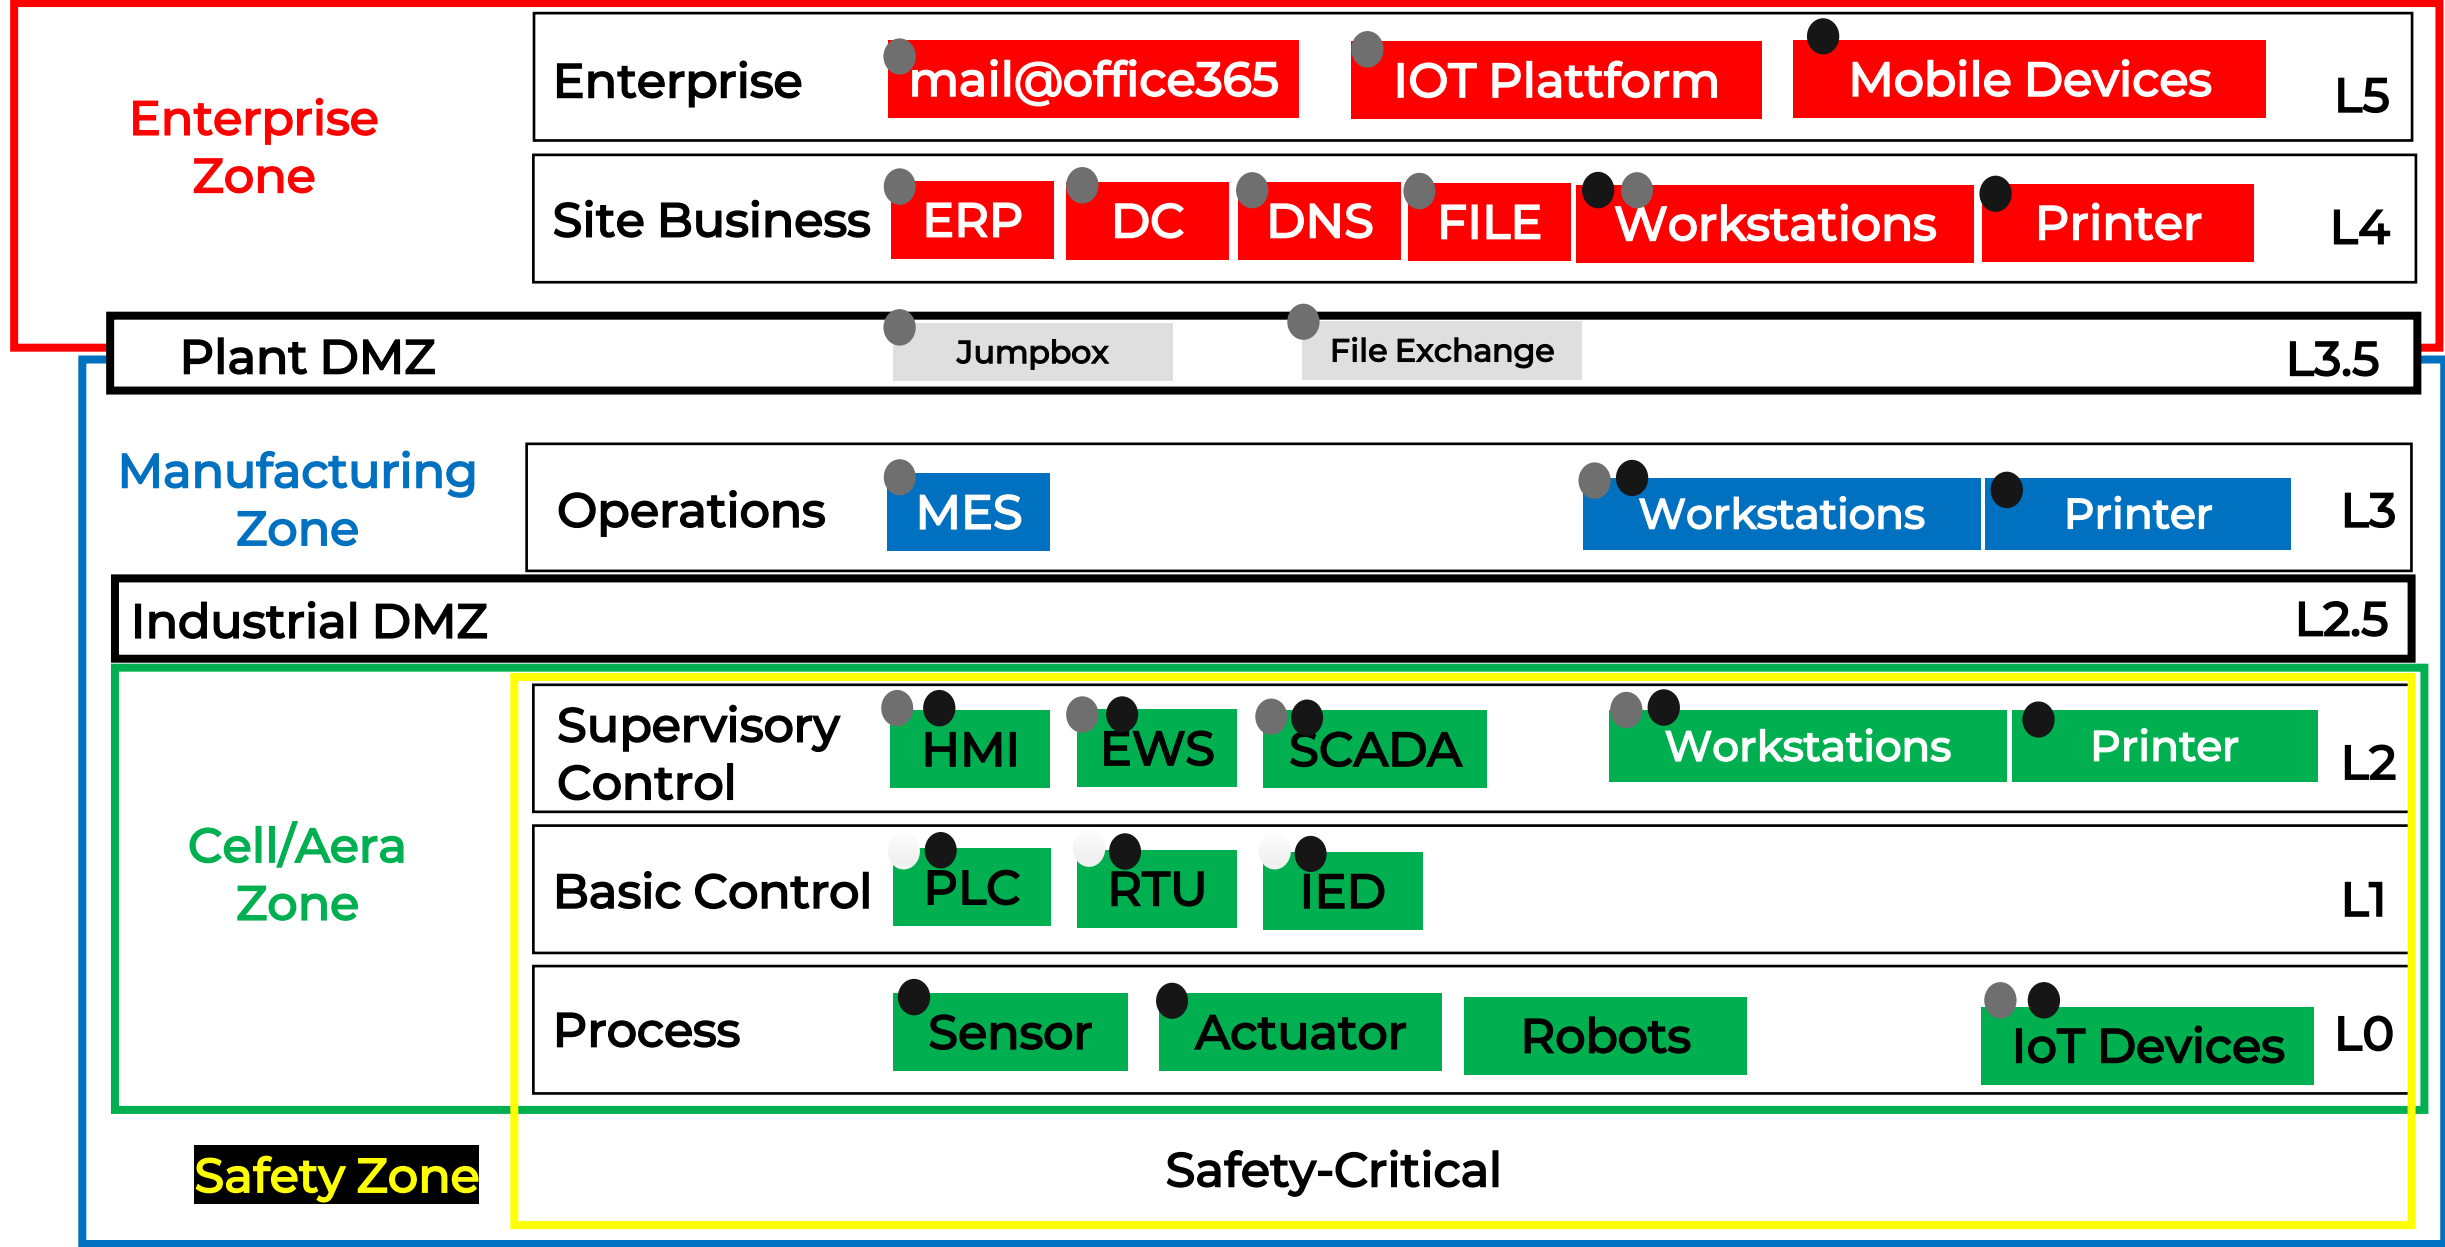 Enterprise
Zone
Enterprise
mail@office365
IOT Plattform
Mobile Devices
L5
Site Business
ERP
DC
DNS
FILE
Workstations
Printer
L4
Plant DMZ
Jumpbox
File Exchange
L3.5
Manufacturing
Zone
Operations
MES
Workstations
Printer
L3
Industrial DMZ
L2.5
Cell/Aera
Zone
Supervisory
Control
HMI
EWS
SCADA
Workstations
Printer
L2
Basic Control
PLC
RTU
IED
L1
Process
Sensor
Actuator
Robots
IoT Devices
L0
Safety Zone
Safety-Critical